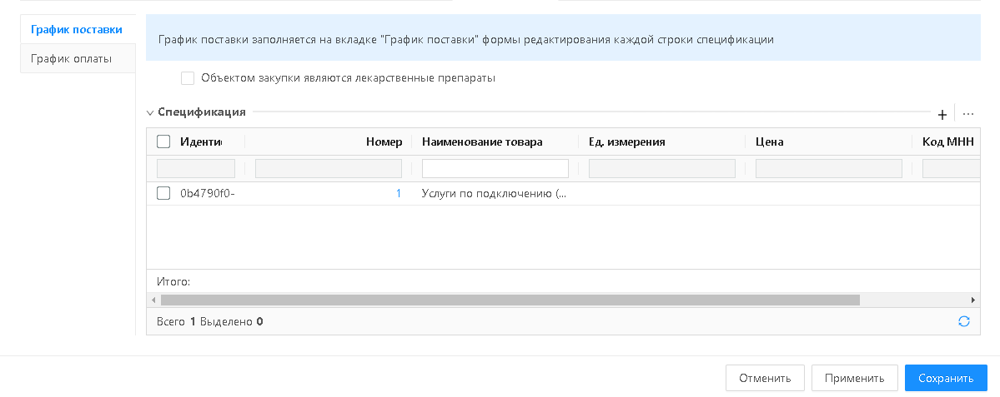 График поставки
График оплаты
График поставки заполняется на вкладке "График поставки" формы редактирования каждой строки спецификации
Объектом закупки являются лекарственные препараты
Спецификация
Иденти Номер Наименование товара Ед. измерения Цена Код МНН
0b4790f0- 1 Услуги по подключению (...
Итого:
Всего 1 Выделено 0
Отменить Применить Сохранить